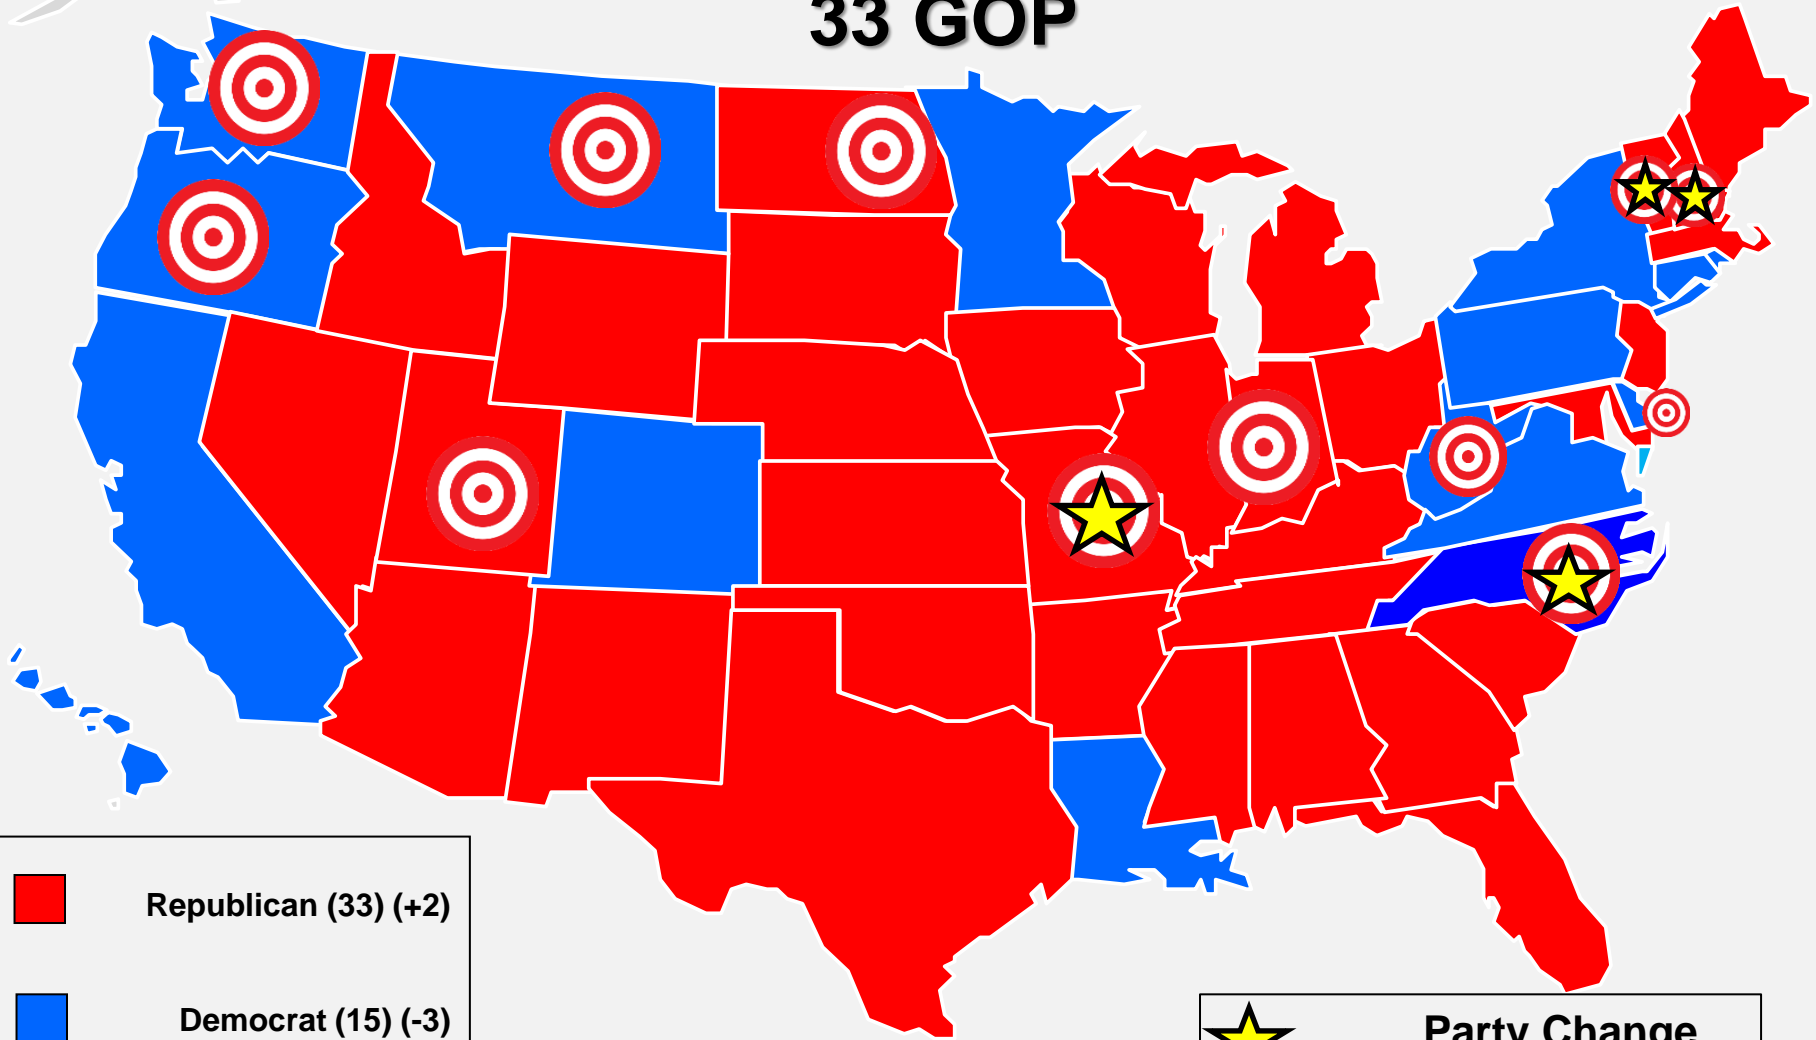 33 GOP
Republican (33) (+2)
Democrat (15) (-3)
Party Change